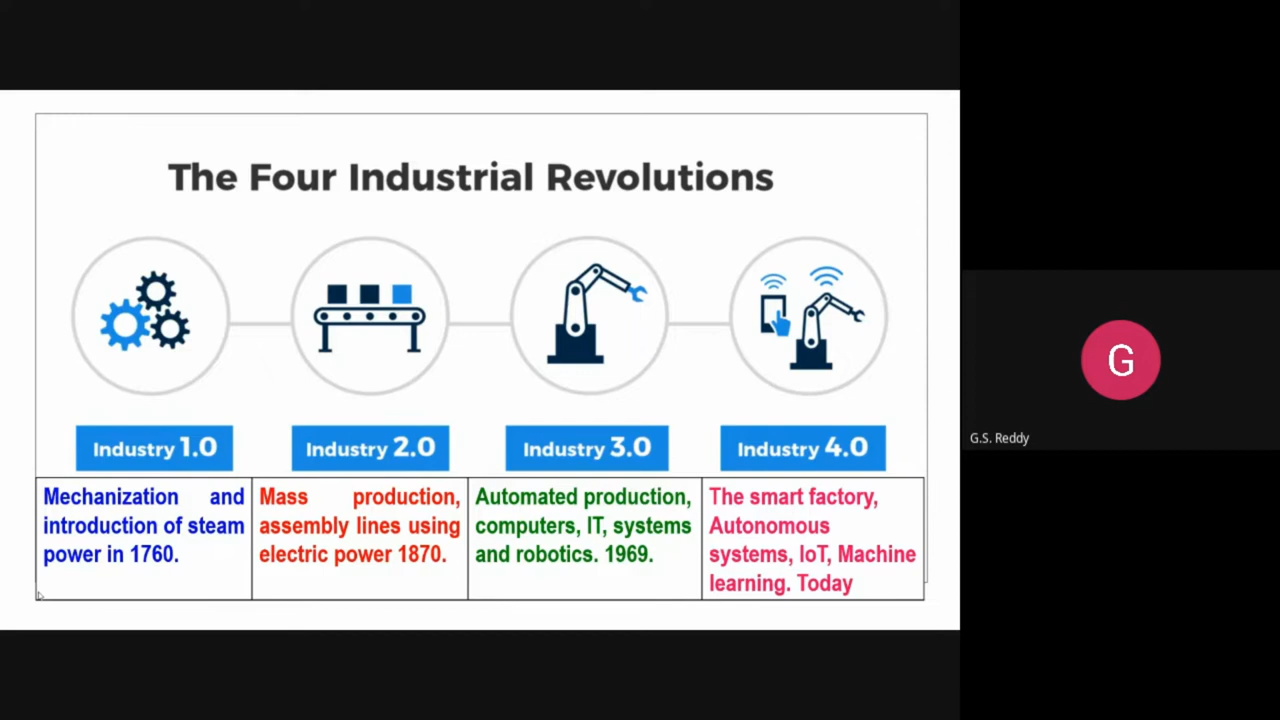 The Four Industrial Revolutions
Industry 1.0
Industry 2.0
Industry 3.0
Industry 4.0
Mechanization and
introduction of steam
power in 1760.
Mass production,
assembly lines using
electric power 1870.
Automated production,
computers, IT, systems
and robotics. 1969.
The smart factory,
Autonomous
systems, IoT, Machine
learning. Today
G
G.S. Reddy